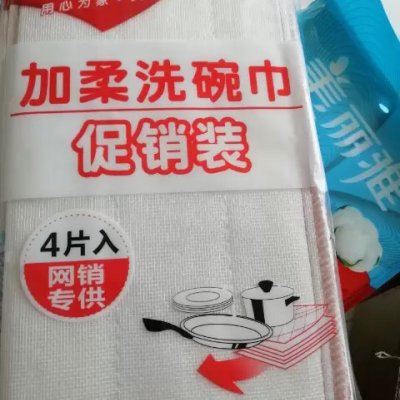 用心为家
加柔洗碗巾
促销装
4片入
网销
专供
美丽雅